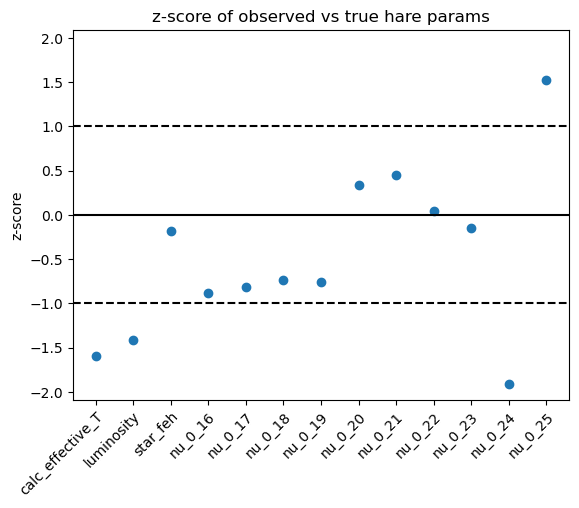 z-score of observed vs true hare params
z-score
2.0
1.5
1.0
0.5
0.0
−0.5
−1.0
−1.5
−2.0
calc_effective_T
luminosity
star_feh
nu_0_16
nu_0_17
nu_0_18
nu_0_19
nu_0_20
nu_0_21
nu_0_22
nu_0_23
nu_0_24
nu_0_25